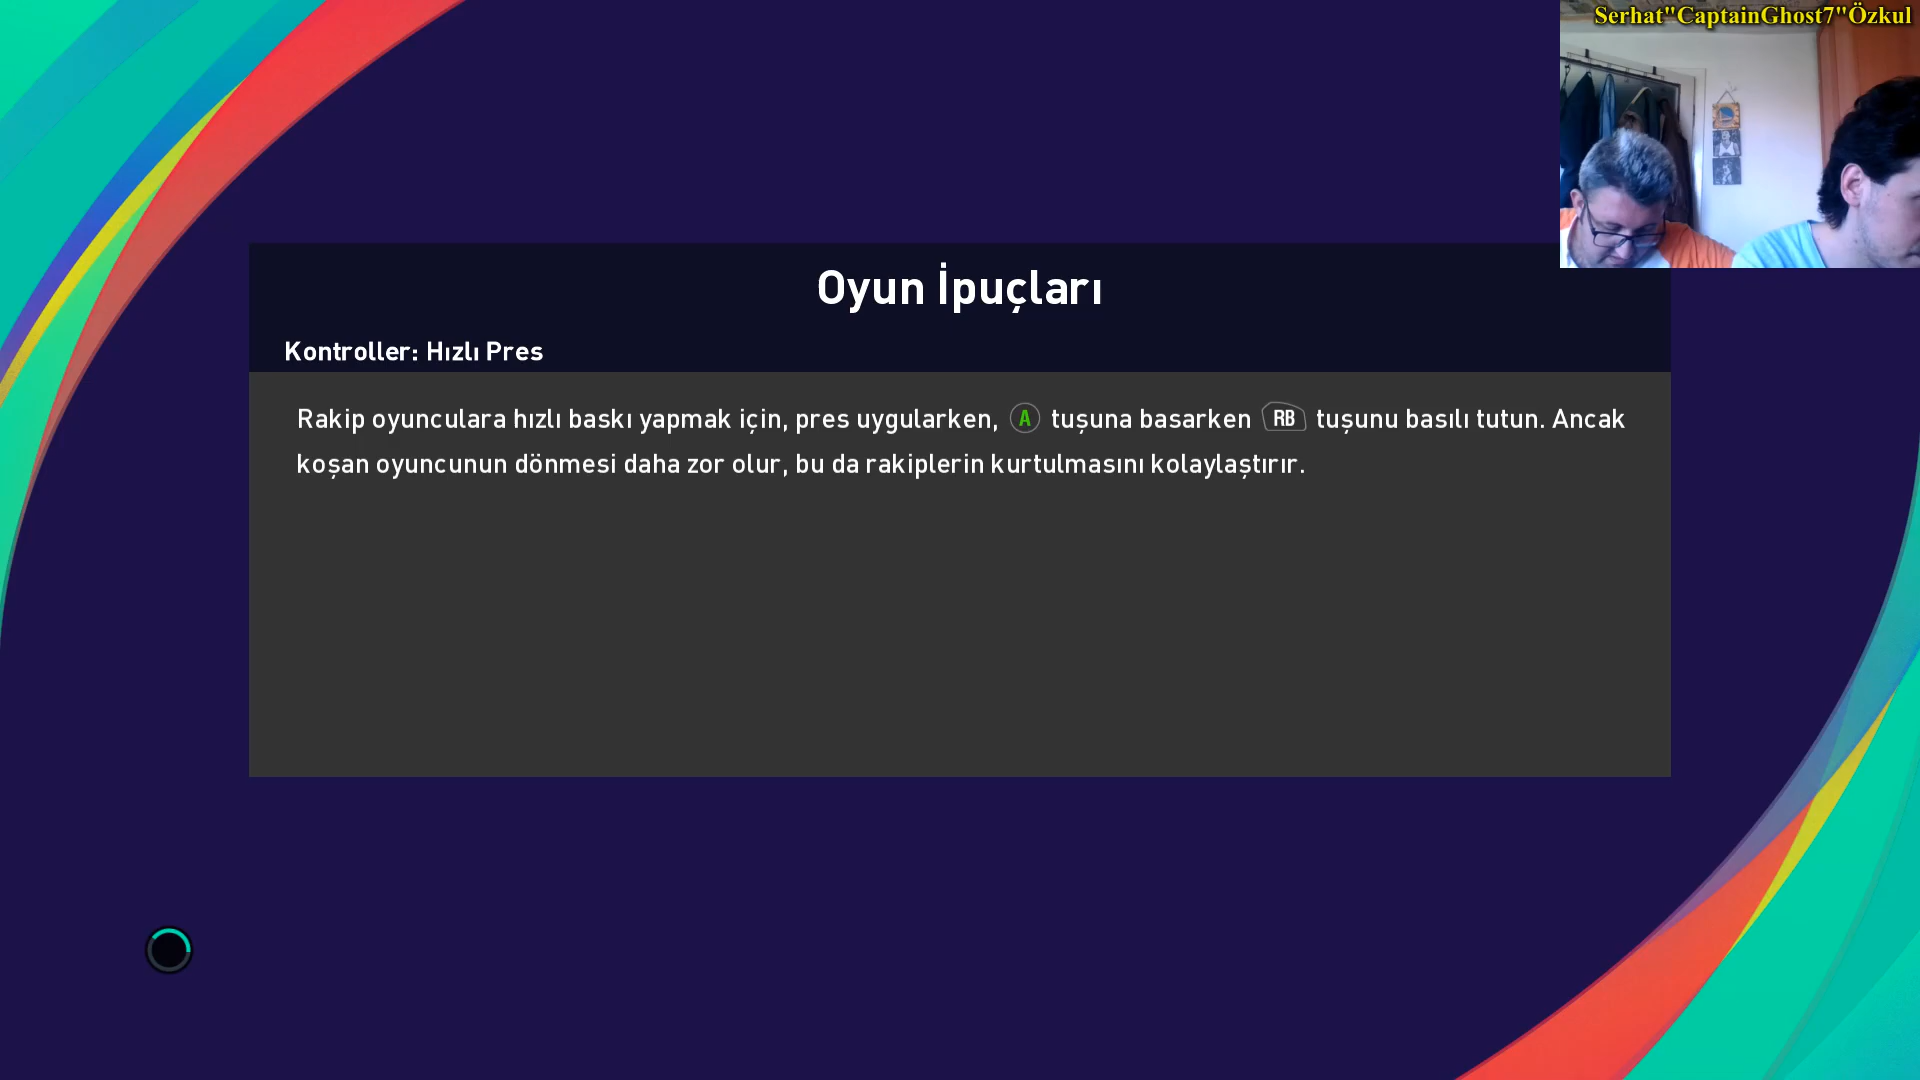 Serhat"CaptainGhost7"Özkul
Oyun İpuçları
Kontroller: Hızlı Pres
Rakip oyunculara hızlı baskı yapmak için, pres uygularken, A tuşuna basarken RB tuşunu basılı tutun. Ancak
koşan oyuncunun dönmesi daha zor olur, bu da rakiplerin kurtulmasını kolaylaştırır.